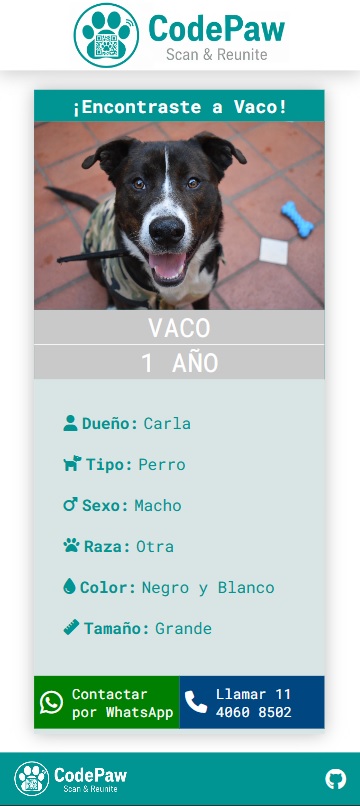 CodePaw
Scan & Reunite
¡Encontraste a Vaco!
VACO
1 AÑO
Dueño: Carla
Tipo: Perro
Sexo: Macho
Raza: Otra
Color: Negro y Blanco
Tamaño: Grande
Contactar
por WhatsApp
Llamar 11
4060 8502
CodePaw
Scan & Reunite